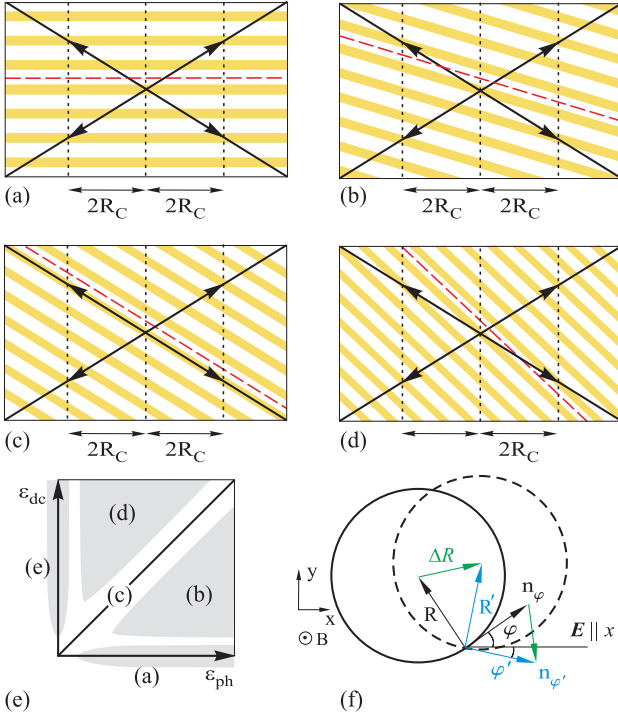 (a)
2R_C 2R_C
(b)
2R_C 2R_C
(c)
2R_C 2R_C
(d)
2R_C
ε_dc
(d)
(e)
(c)
(b)
(a)
ε_ph
(e)
y
x
⊙ B
ΔR
R
R′
n_φ
φ
E ∥ x
φ′
n_φ′
(f)